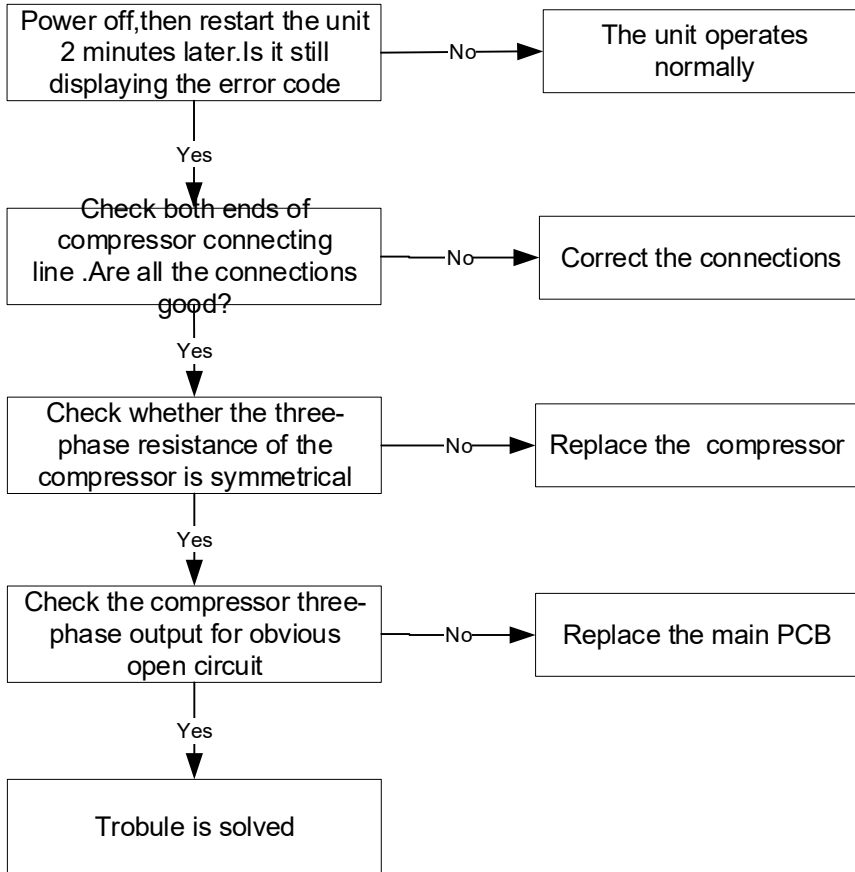 Power off,then restart the unit
2 minutes later.Is it still
displaying the error code
No
The unit operates
normally
Yes
Check both ends of
compressor connecting
line .Are all the connections
good?
No
Correct the connections
Yes
Check whether the three-
phase resistance of the
compressor is symmetrical
No
Replace the  compressor
Yes
Check the compressor three-
phase output for obvious
open circuit
No
Replace the main PCB
Yes
Trobule is solved